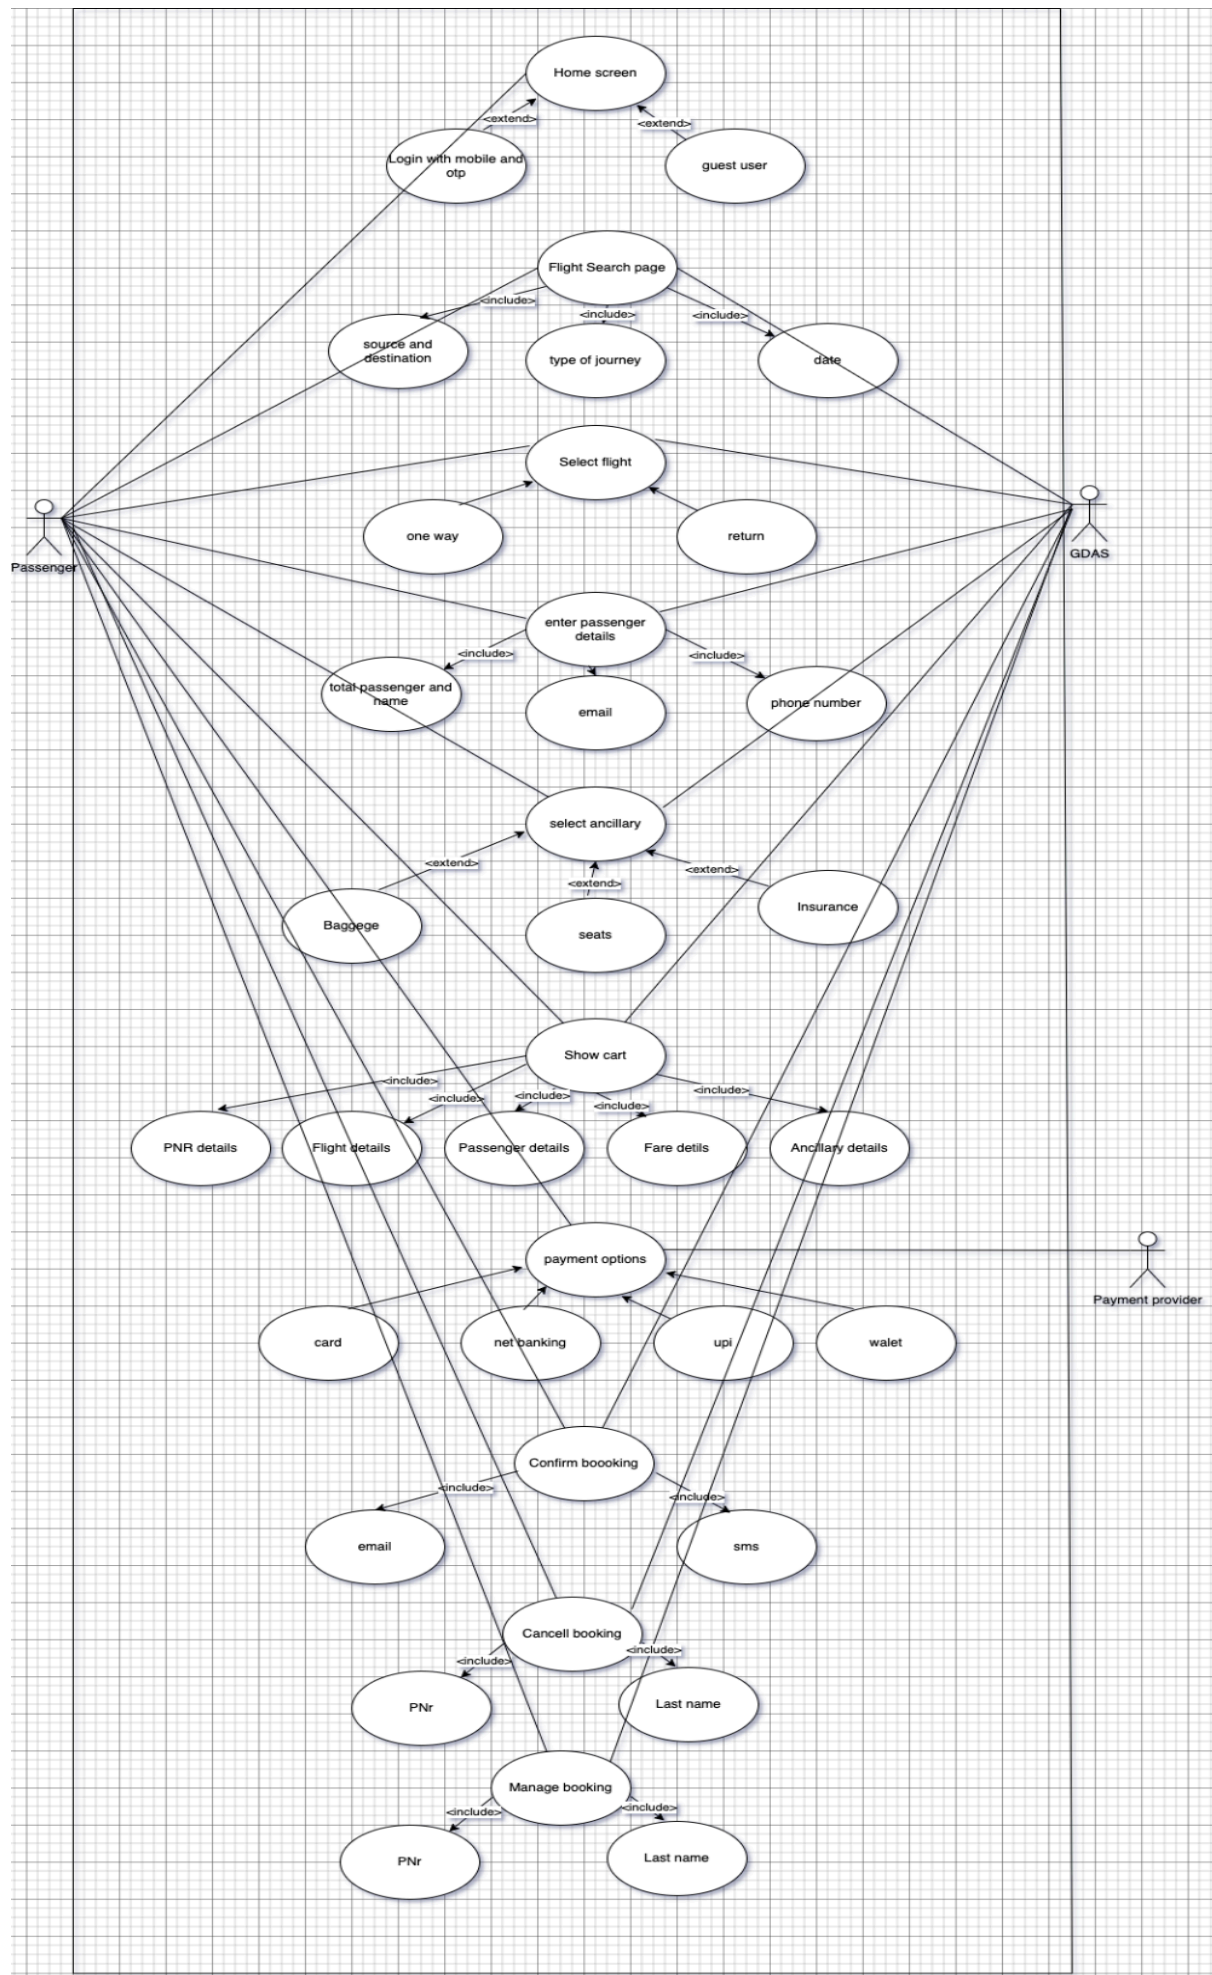 Home screen
<extend>
<extend>
Login with mobile and
otp
guest user
Flight Search page
<include>
<include>
<include>
source and
destination
type of journey
date
Select flight
one way
return
Passenger
GDAS
enter passenger
details
<include>
<include>
total passenger and
name
email
phone number
select ancillary
<extend>
<extend>
<extend>
Baggege
seats
Insurance
Show cart
<include>
<include>
<include>
<include>
<include>
PNR details
Flight details
Passenger details
Fare detils
Ancillary details
payment options
Payment provider
card
net banking
upi
walet
Confirm boooking
<include>
<include>
email
sms
Cancell booking
<include>
<include>
PNr
Last name
Manage booking
<include>
<include>
PNr
Last name